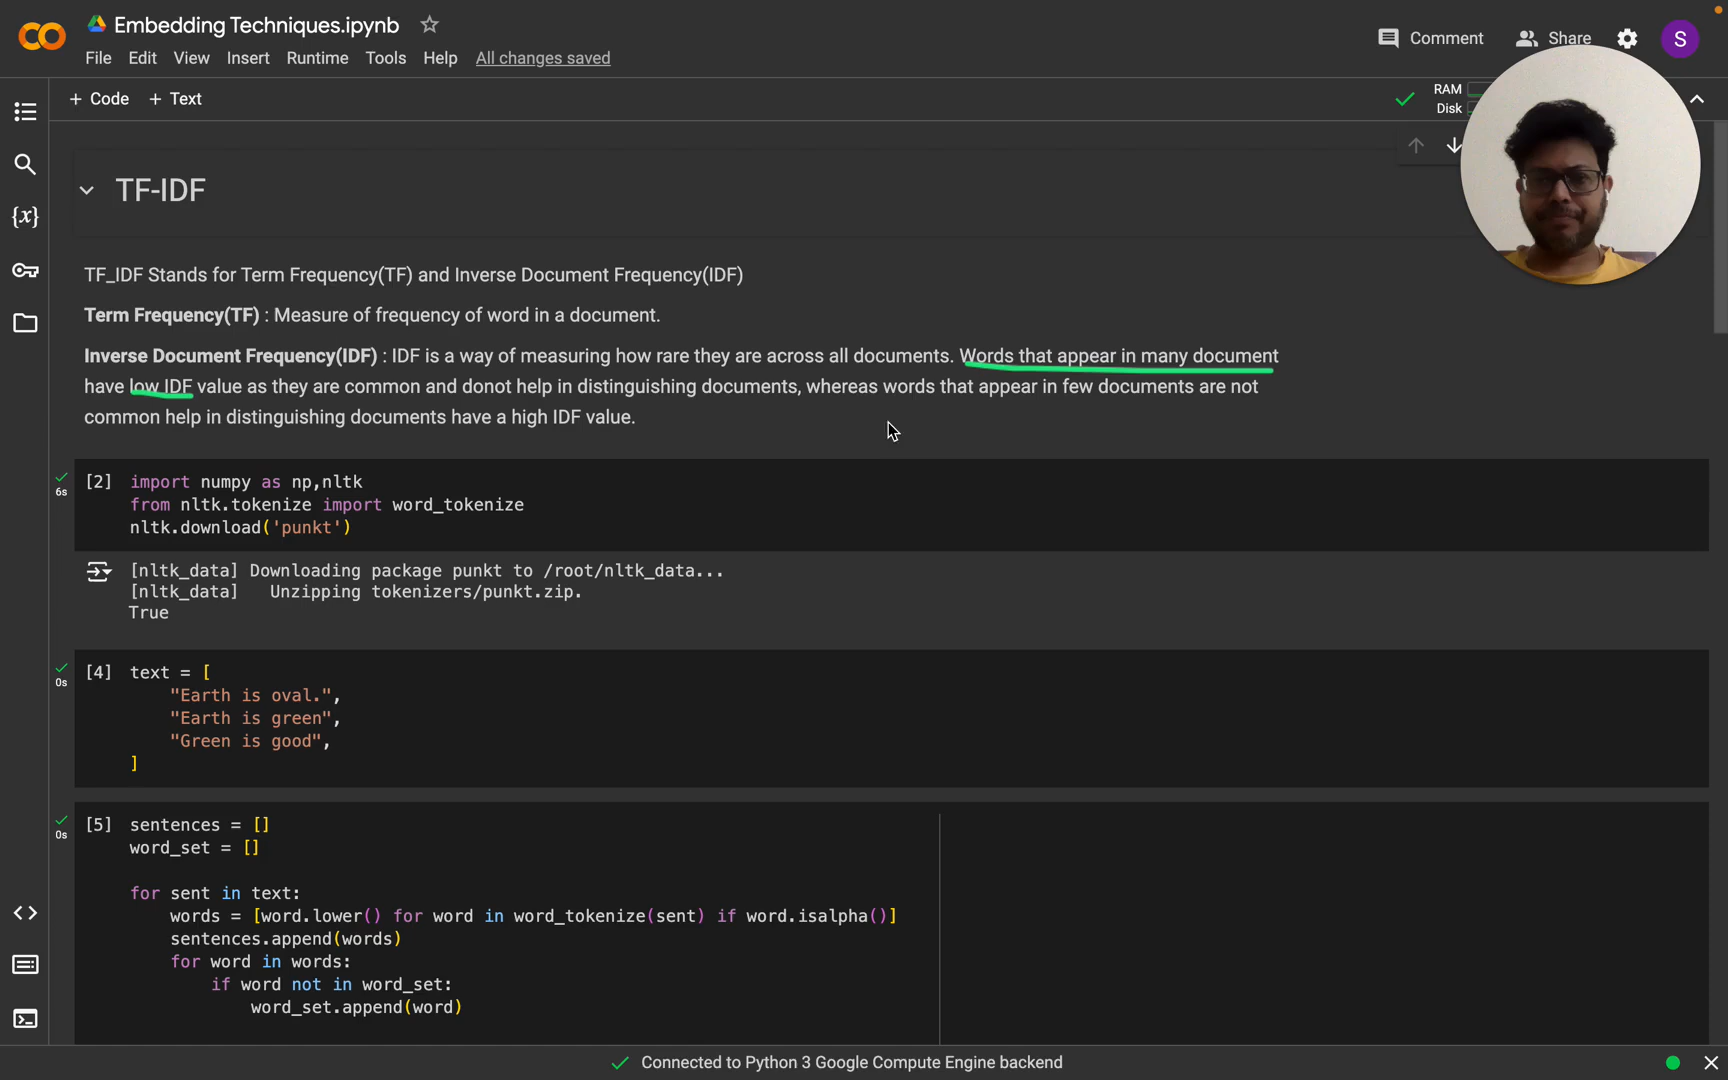 Embedding Techniques.ipynb
File Edit View Insert Runtime Tools Help All changes saved
Comment Share S
+ Code + Text
RAM
Disk
TF-IDF
TF_IDF Stands for Term Frequency(TF) and Inverse Document Frequency(IDF)
Term Frequency(TF) : Measure of frequency of word in a document.
Inverse Document Frequency(IDF) : IDF is a way of measuring how rare they are across all documents. Words that appear in many document
have low IDF value as they are common and donot help in distinguishing documents, whereas words that appear in few documents are not
common help in distinguishing documents have a high IDF value.
[2] import numpy as np,nltk
6s
from nltk.tokenize import word_tokenize
nltk.download('punkt')
[nltk_data] Downloading package punkt to /root/nltk_data...
[nltk_data]   Unzipping tokenizers/punkt.zip.
True
[4] text = [
0s
"Earth is oval.",
"Earth is green",
"Green is good",
]
[5] sentences = []
0s
word_set = []
for sent in text:
words = [word.lower() for word in word_tokenize(sent) if word.isalpha()]
sentences.append(words)
for word in words:
if word not in word_set:
word_set.append(word)
Connected to Python 3 Google Compute Engine backend